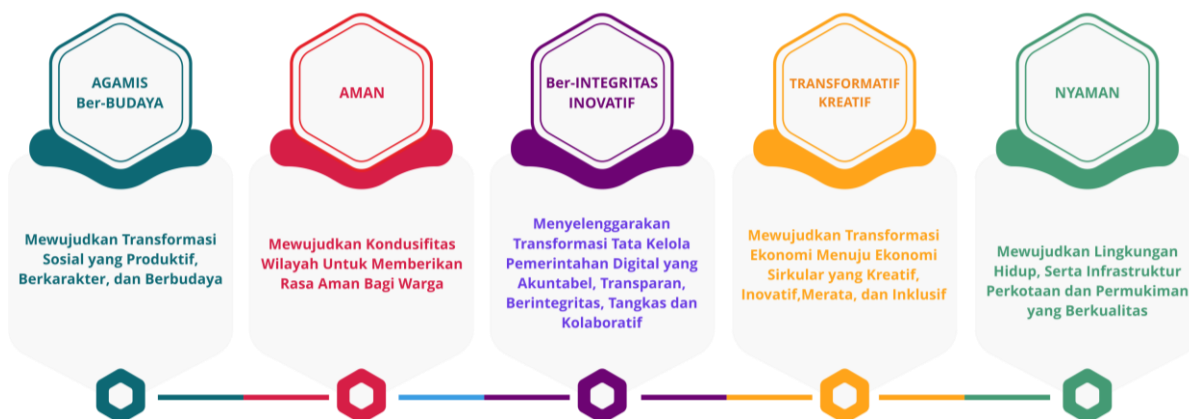 AGAMIS
Ber-BUDAYA
Mewujudkan Transformasi
Sosial yang Produktif,
Berkarakter, dan Berbudaya
AMAN
Mewujudkan Kondusifitas
Wilayah Untuk Memberikan
Rasa Aman Bagi Warga
Ber-INTEGRITAS
INOVATIF
Menyelenggarakan
Transformasi Tata Kelola
Pemerintahan Digital yang
Akuntabel, Transparan,
Berintegritas, Tangkas dan
Kolaboratif
TRANSFORMATIF
KREATIF
Mewujudkan Transformasi
Ekonomi Menuju Ekonomi
Sirkular yang Kreatif,
Inovatif,Merata, dan Inklusif
NYAMAN
Mewujudkan Lingkungan
Hidup, Serta Infrastruktur
Perkotaan dan Permukiman
yang Berkualitas